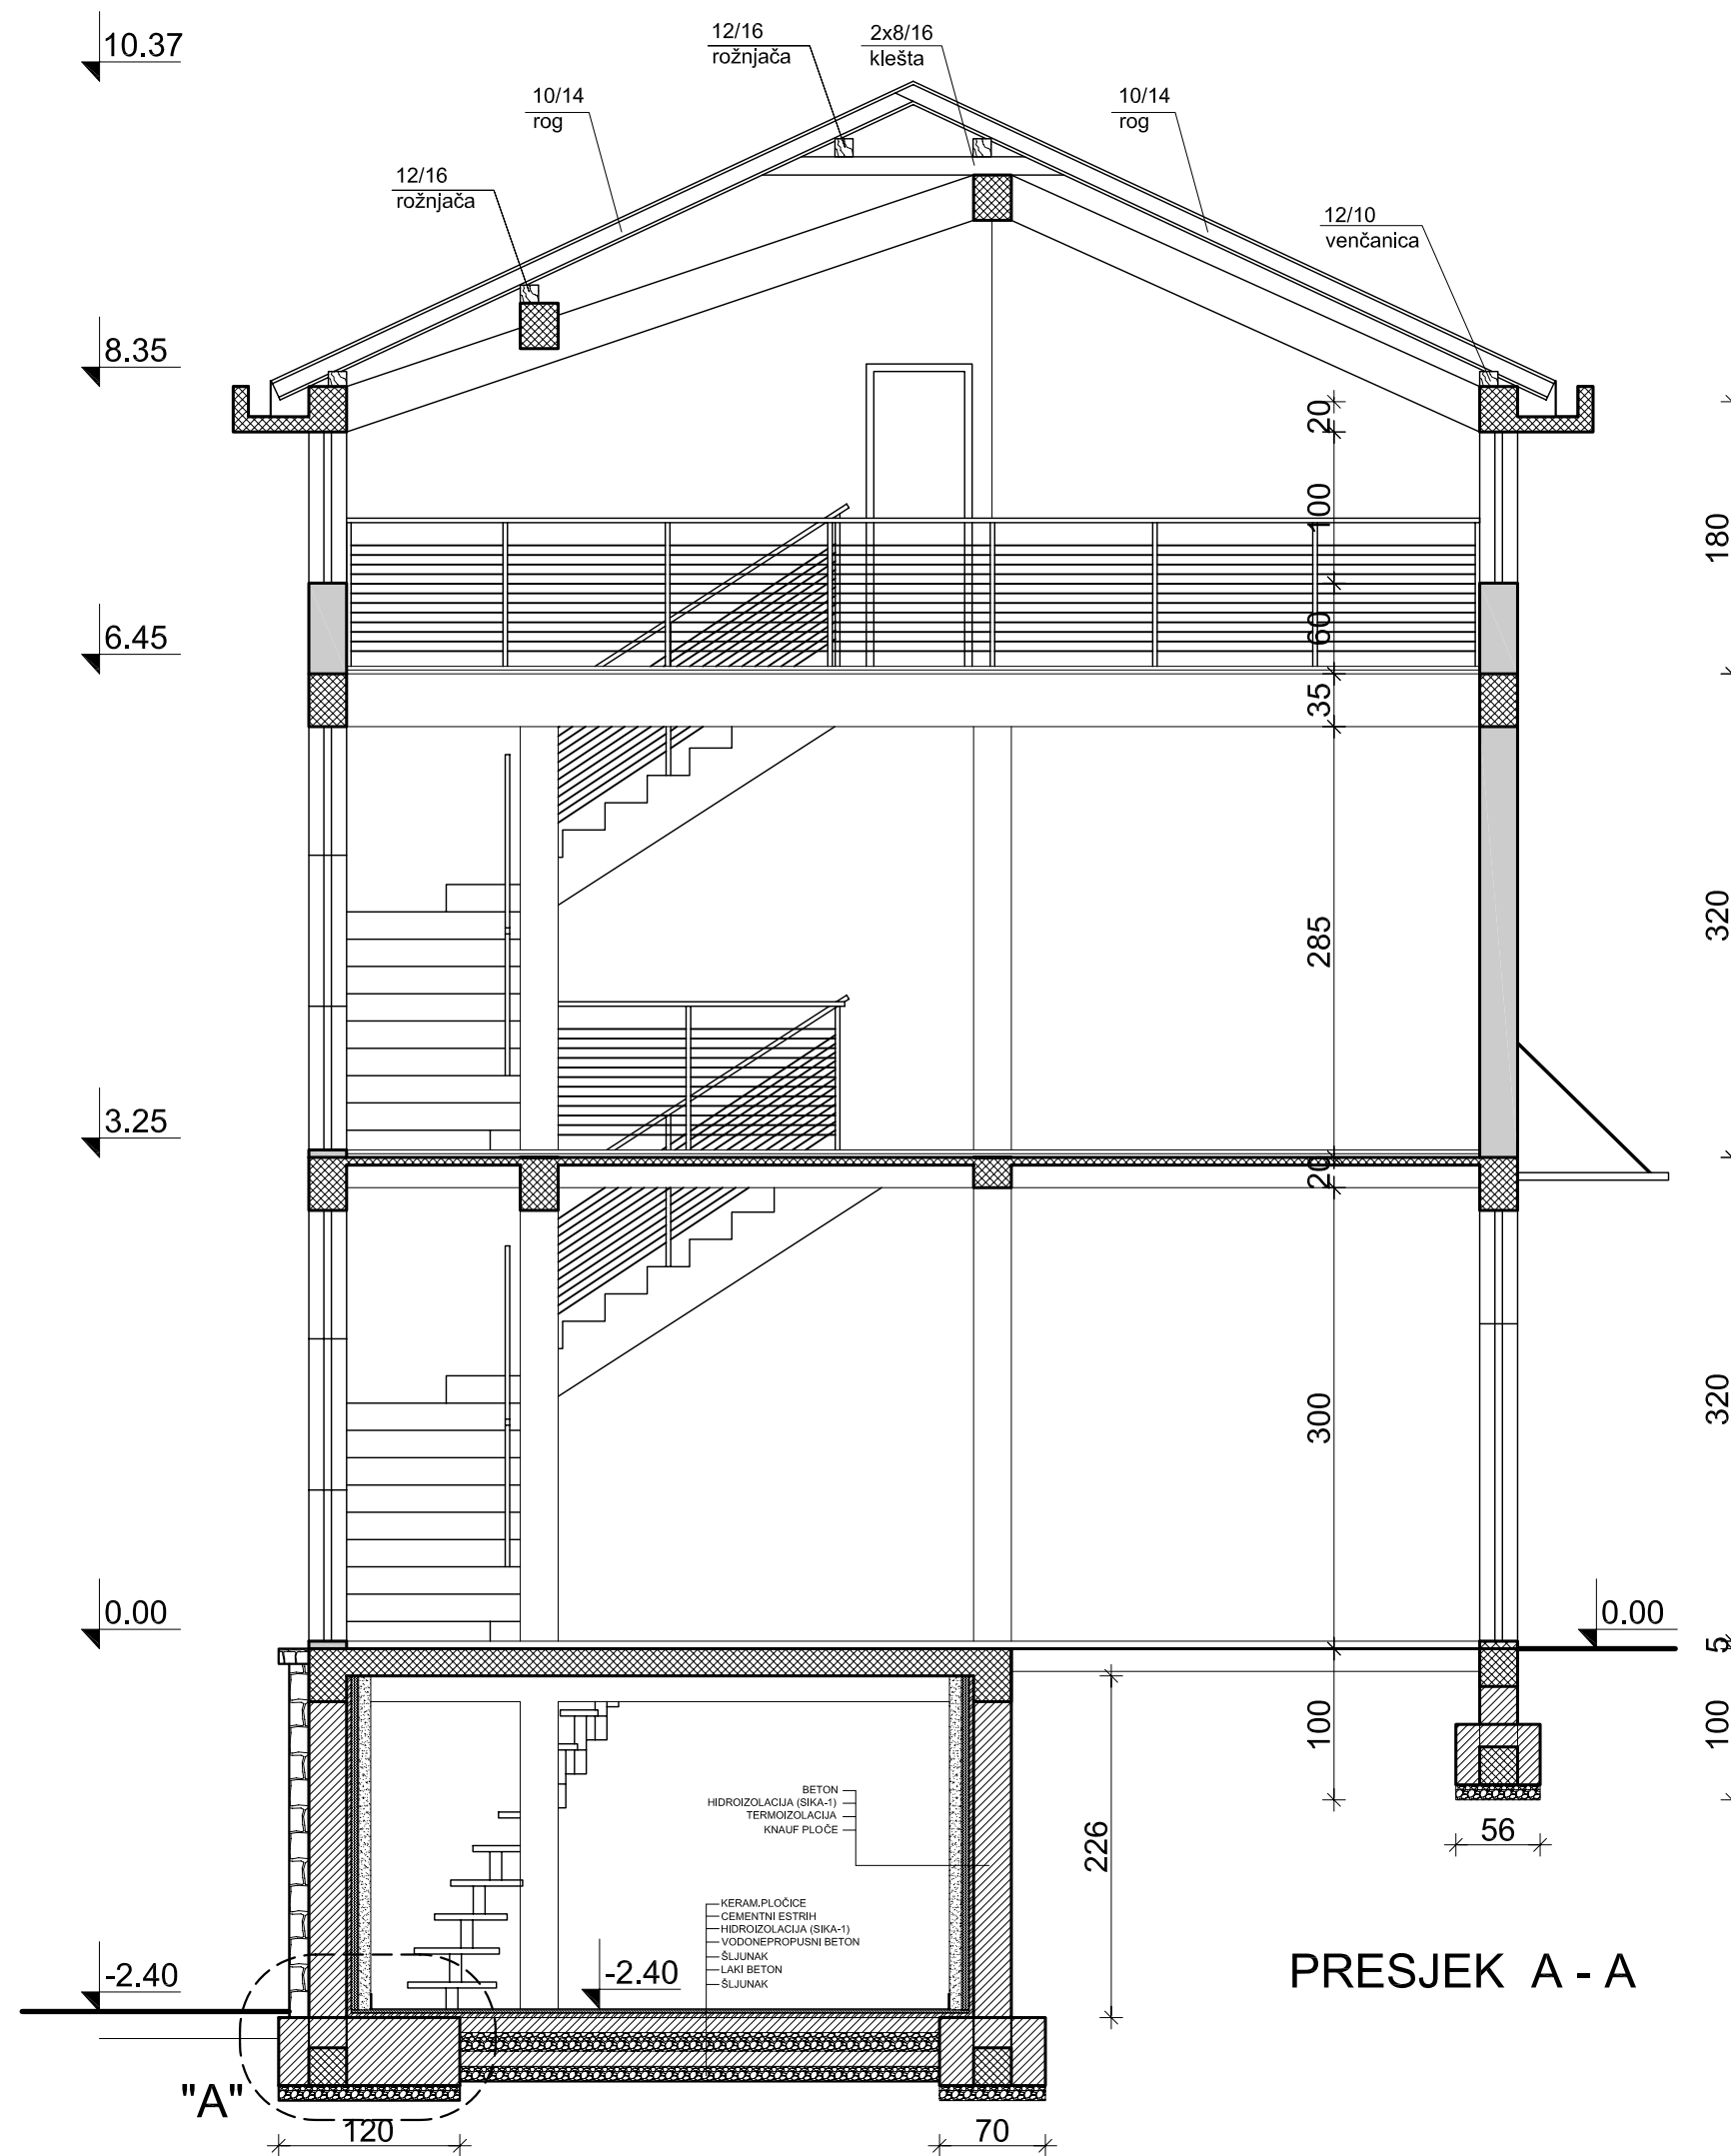 10.37
12/16
rožnjača
2x8/16
klešta
10/14
rog
10/14
rog
12/16
rožnjača
12/10
venčanica
8.35
20
100
180
6.45
60
35
285
320
3.25
20
300
320
0.00
0.00
5
100
100
226
56
BETON
HIDROIZOLACIJA (SIKA-1)
TERMOIZOLACIJA
KNAUF PLOČE
KERAM.PLOČICE
CEMENTNI ESTRIH
HIDROIZOLACIJA (SIKA-1)
VODONEPROPUSNI BETON
ŠLJUNAK
LAKI BETON
ŠLJUNAK
-2.40
-2.40
PRESJEK A - A
"A"
120
70